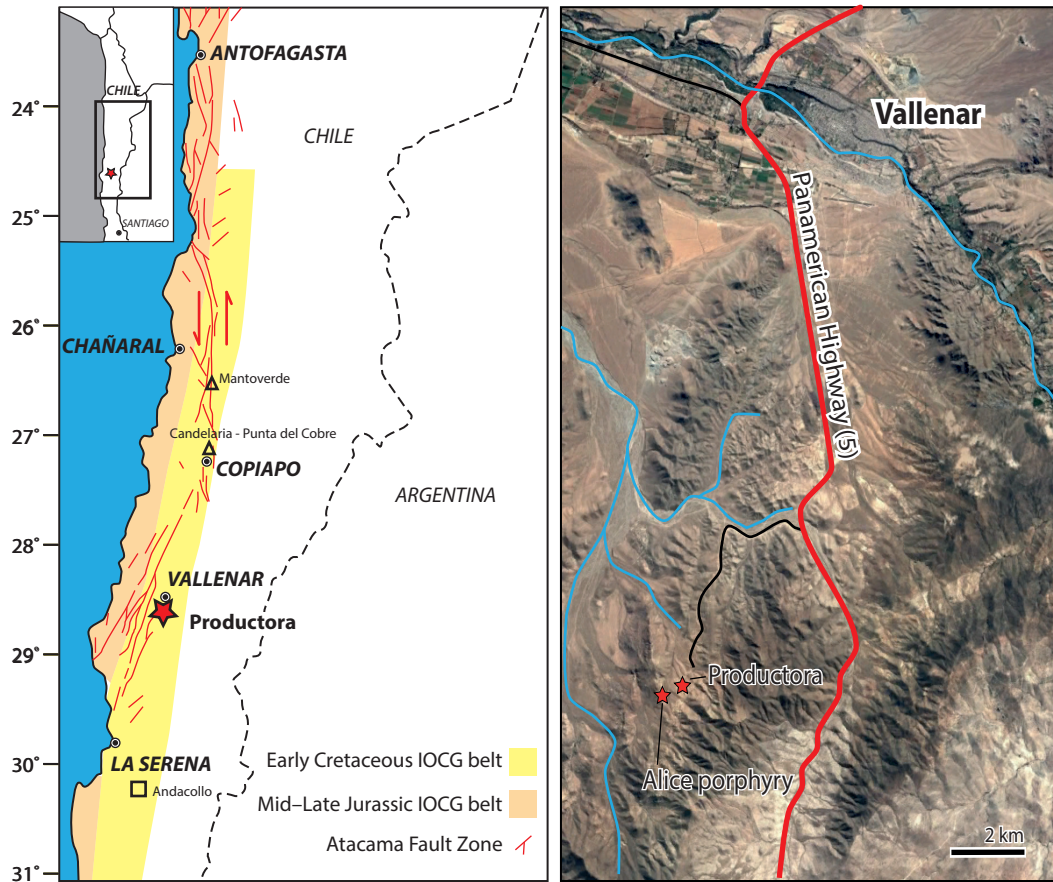 CHILE
SANTIAGO
24˚
25˚
26˚
27˚
28˚
29˚
30˚
31˚
ANTOFAGASTA
CHILE
CHAÑARAL
Mantoverde
Candelaria - Punta del Cobre
COPIAPO
ARGENTINA
VALLENAR
Productora
LA SERENA
Andacollo
Early Cretaceous IOCG belt
Mid–Late Jurassic IOCG belt
Atacama Fault Zone
Vallenar
Panamerican Highway (5)
Productora
Alice porphyry
2 km